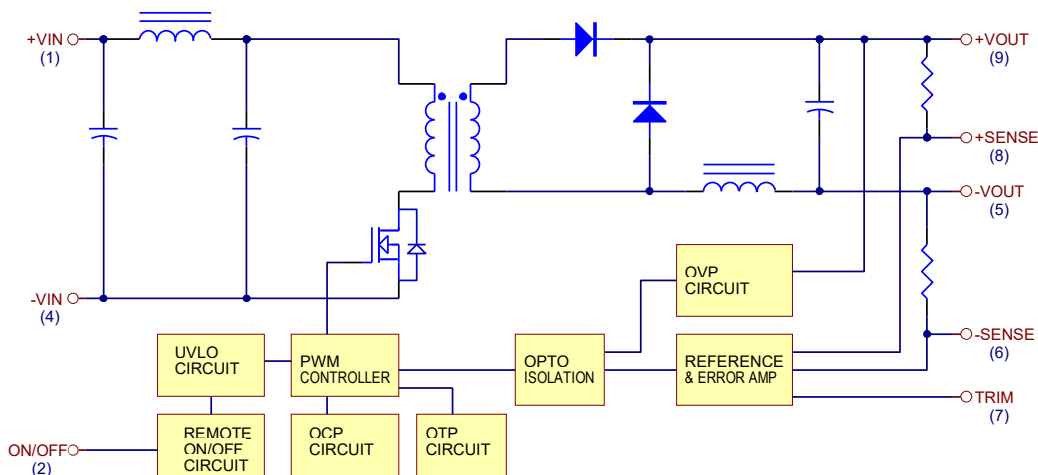 +VIN
(1)
+VOUT
(9)
+SENSE
(8)
-VOUT
(5)
OVP
CIRCUIT
-VIN
(4)
-SENSE
(6)
UVLO
CIRCUIT
PWM
CONTROLLER
OPTO
ISOLATION
REFERENCE
& ERROR AMP
TRIM
(7)
ON/OFF
(2)
REMOTE
ON/OFF
CIRCUIT
OCP
CIRCUIT
OTP
CIRCUIT